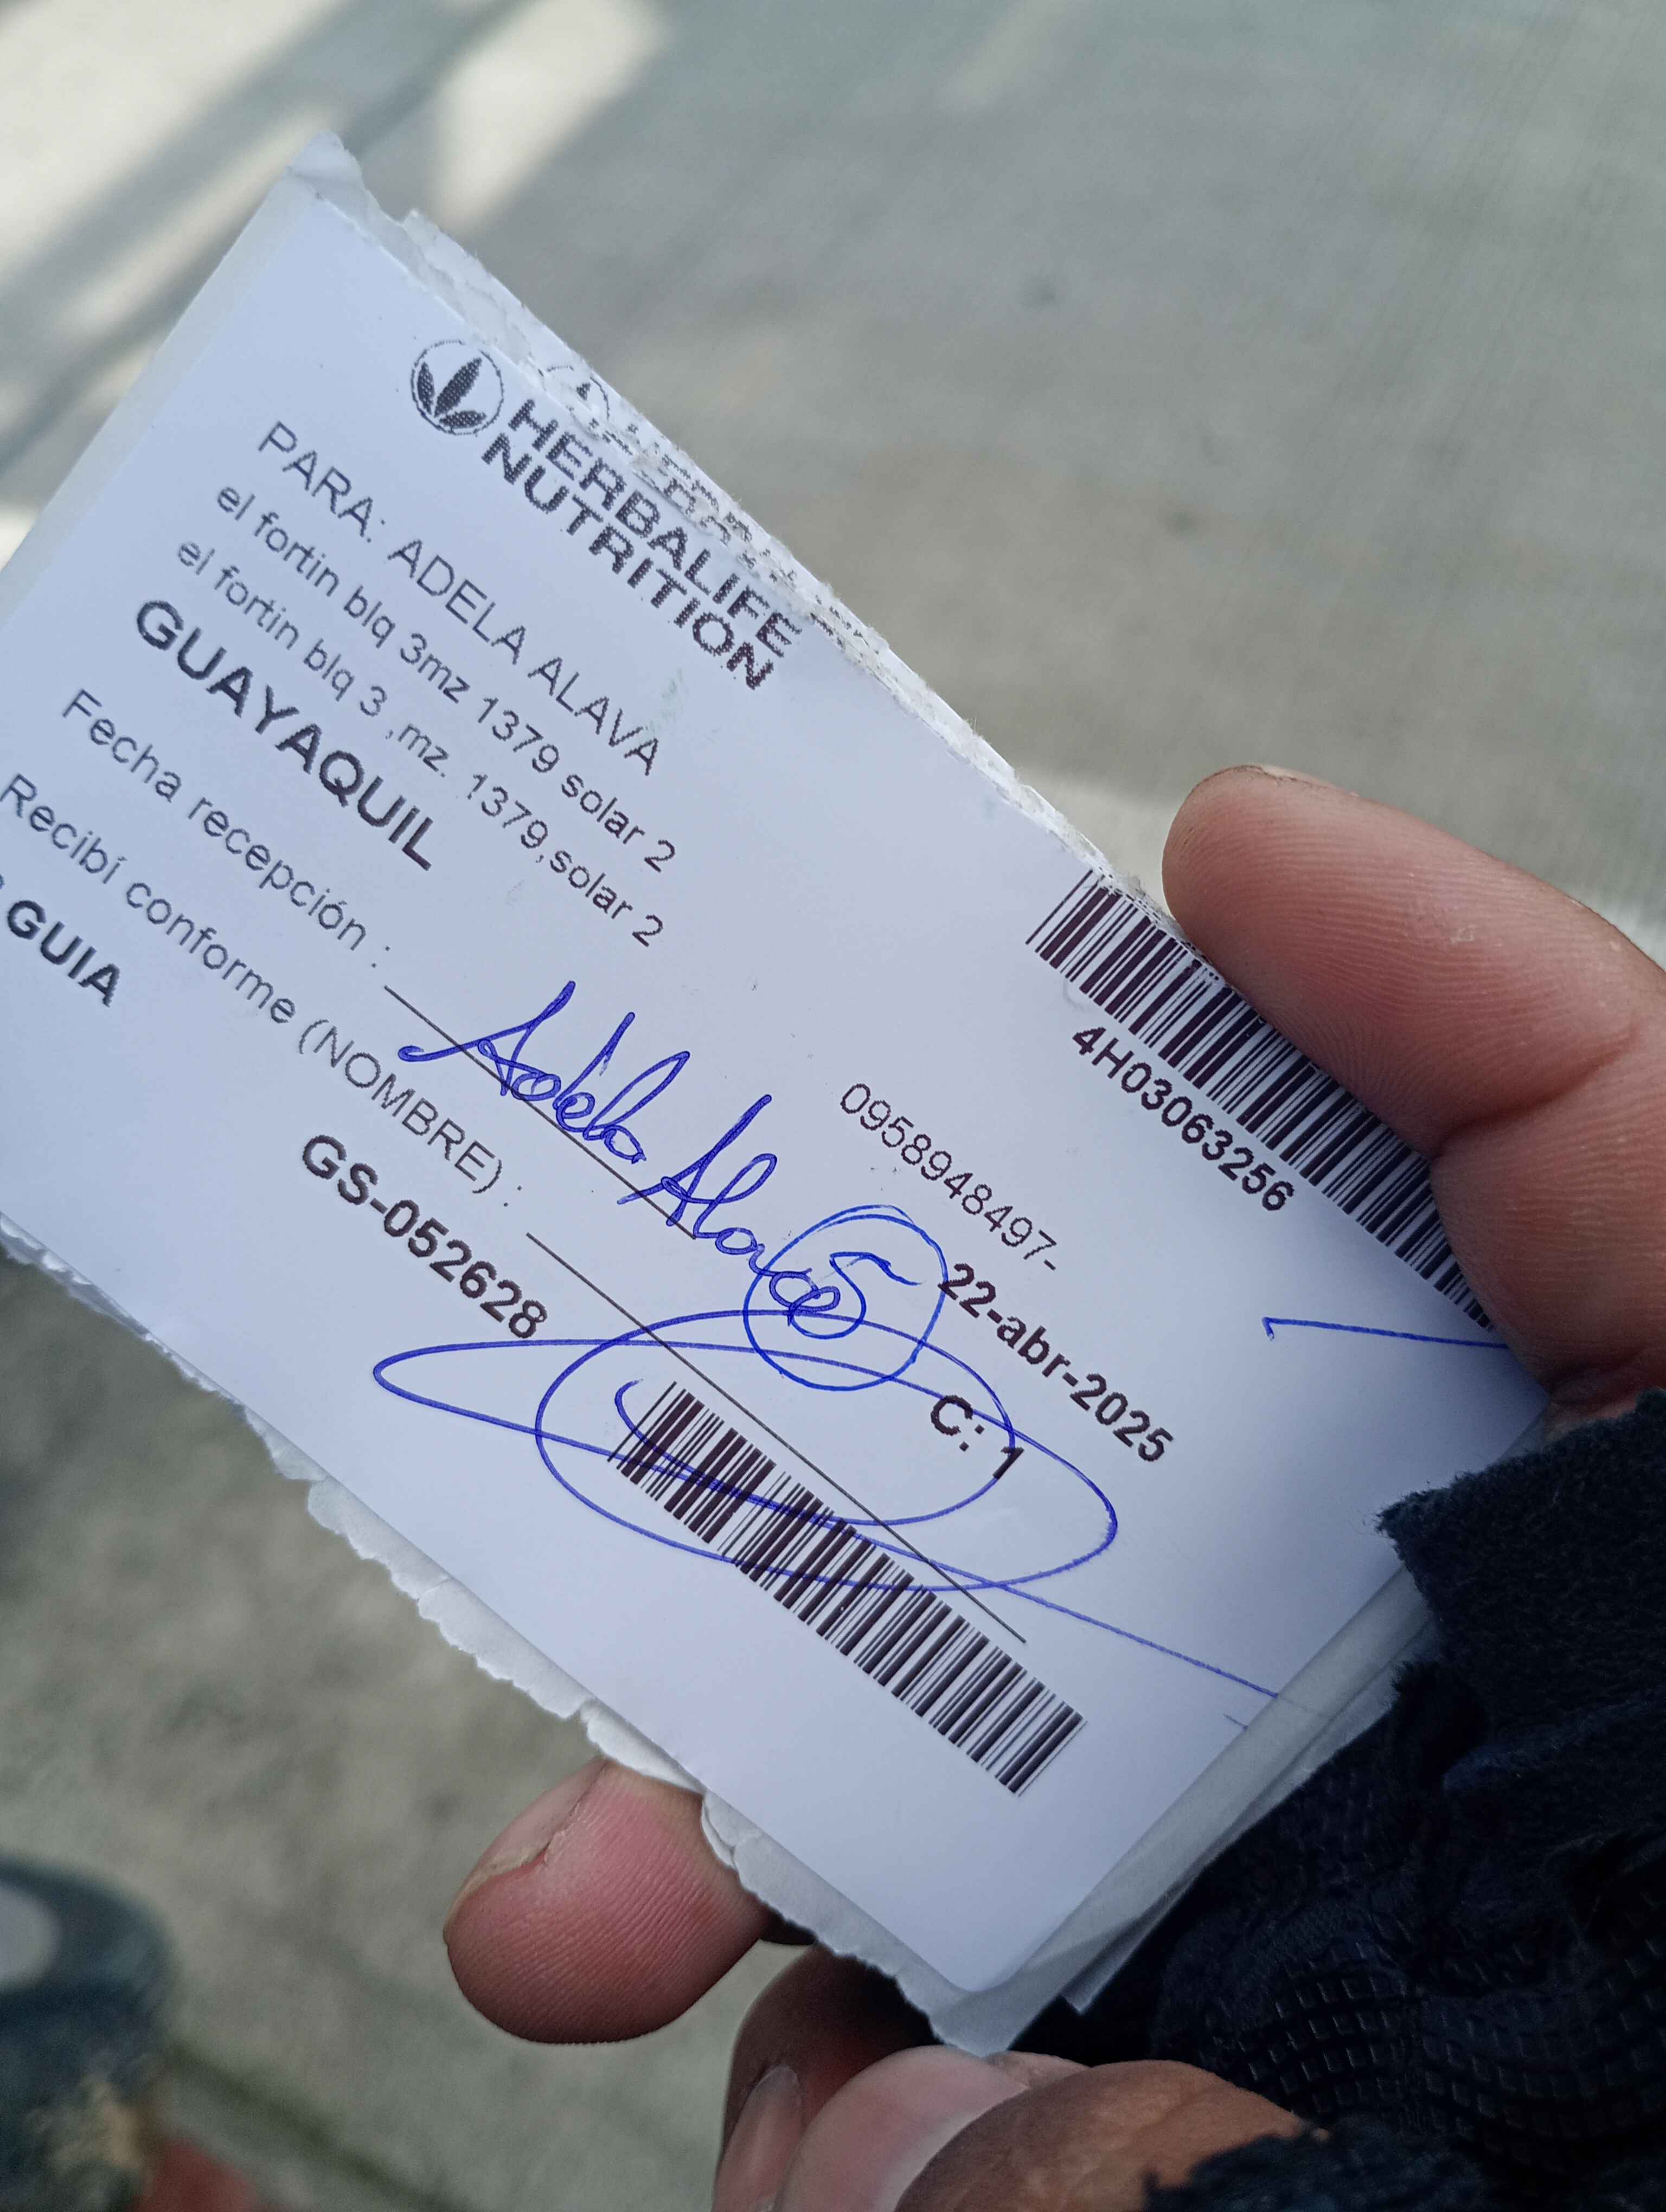 HERBALIFE
NUTRITION
4H03063256
PARA: ADELA ALAVA
el fortin blq 3mz 1379 solar 2
el fortin blq 3 ,mz. 1379,solar 2
GUAYAQUIL
0958948497-
22-abr-2025
Fecha recepción :
Adela Alava
5
C: 1
Recibí conforme (NOMBRE) :
GUIA
GS-052628